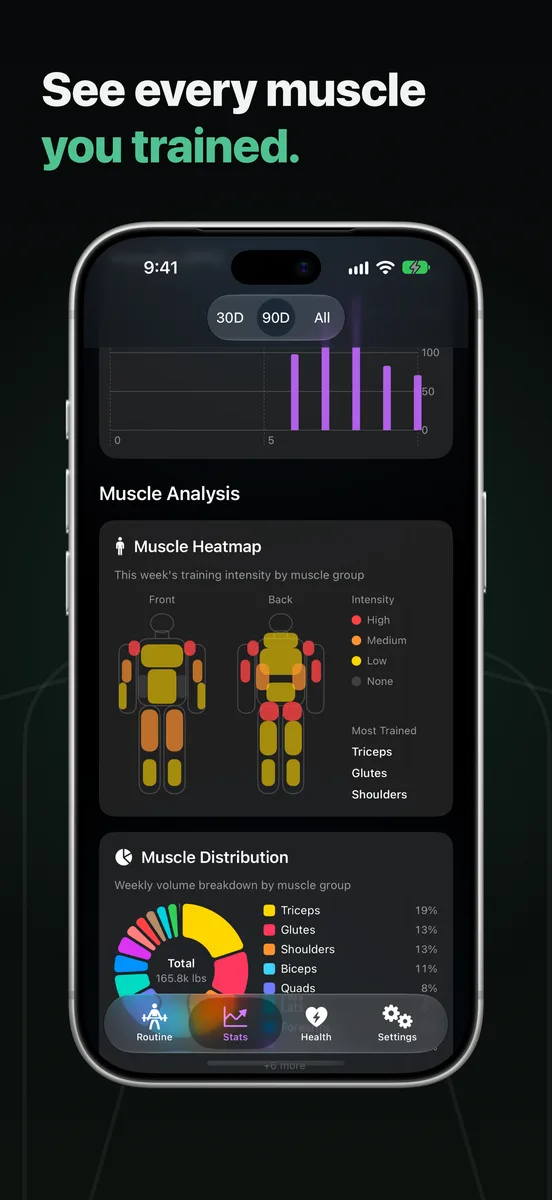 See every muscle
you trained.
9:41
30D 90D All
100
50
0
0 5
Muscle Analysis
Muscle Heatmap
This week's training intensity by muscle group
Front Back Intensity
High
Medium
Low
None
Most Trained
Triceps
Glutes
Shoulders
Muscle Distribution
Weekly volume breakdown by muscle group
Triceps 19%
Glutes 13%
Shoulders 13%
Biceps 11%
Quads 8%
Total
165.8k lbs
Routine Stats Health Settings
+6 more